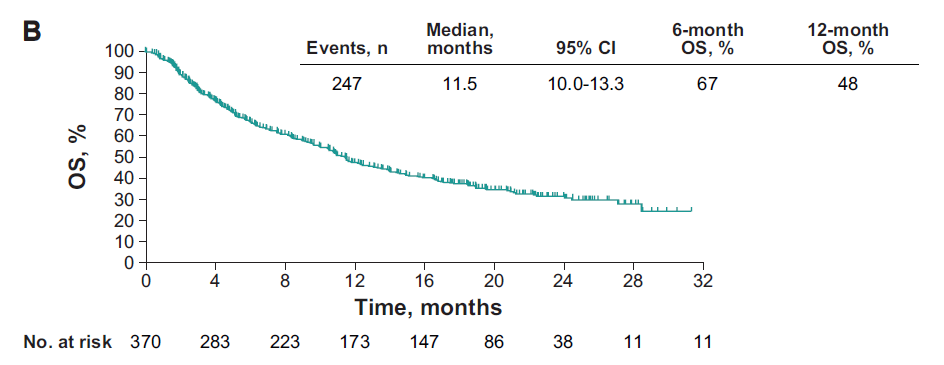 B
Events, n Median, months 95% CI 6-month OS, % 12-month OS, %
247 11.5 10.0-13.3 67 48
OS, %
100
90
80
70
60
50
40
30
20
10
0
0 4 8 12 16 20 24 28 32
Time, months
No. at risk 370 283 223 173 147 86 38 11 11